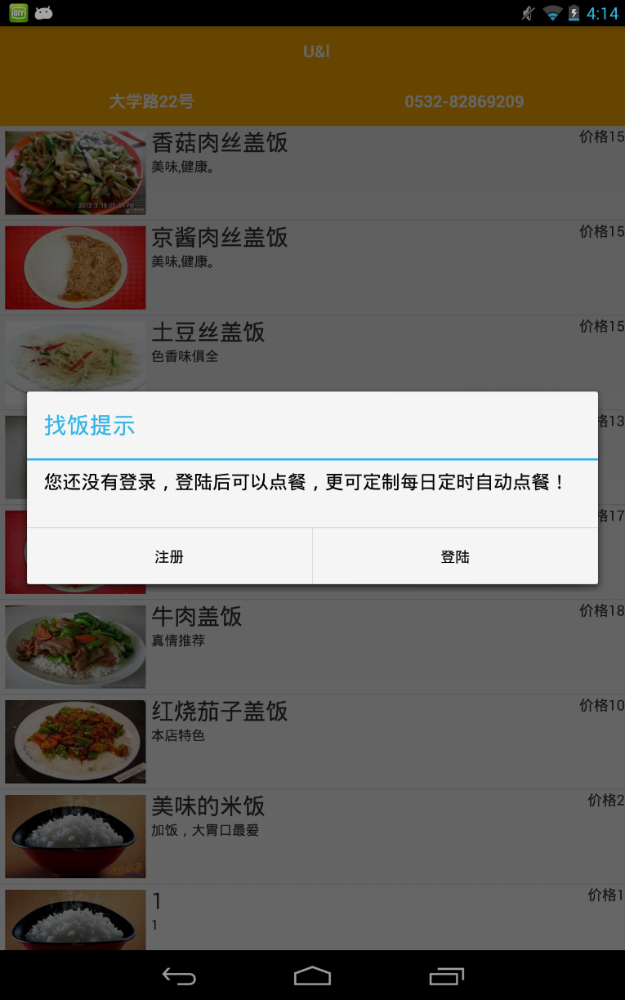 QIY
4:14
U&I
大学路22号
0532-82869209
香菇肉丝盖饭
价格15
美味,健康。
2013.3.18 05:54 PM
京酱肉丝盖饭
价格15
美味,健康。
土豆丝盖饭
价格15
色香味俱全
格13
找饭提示
您还没有登录，登陆后可以点餐，更可定制每日定时自动点餐！
格17
注册
登陆
牛肉盖饭
价格18
真情推荐
红烧茄子盖饭
价格10
本店特色
美味的米饭
价格2
加饭，大胃口最爱
1
价格1
1